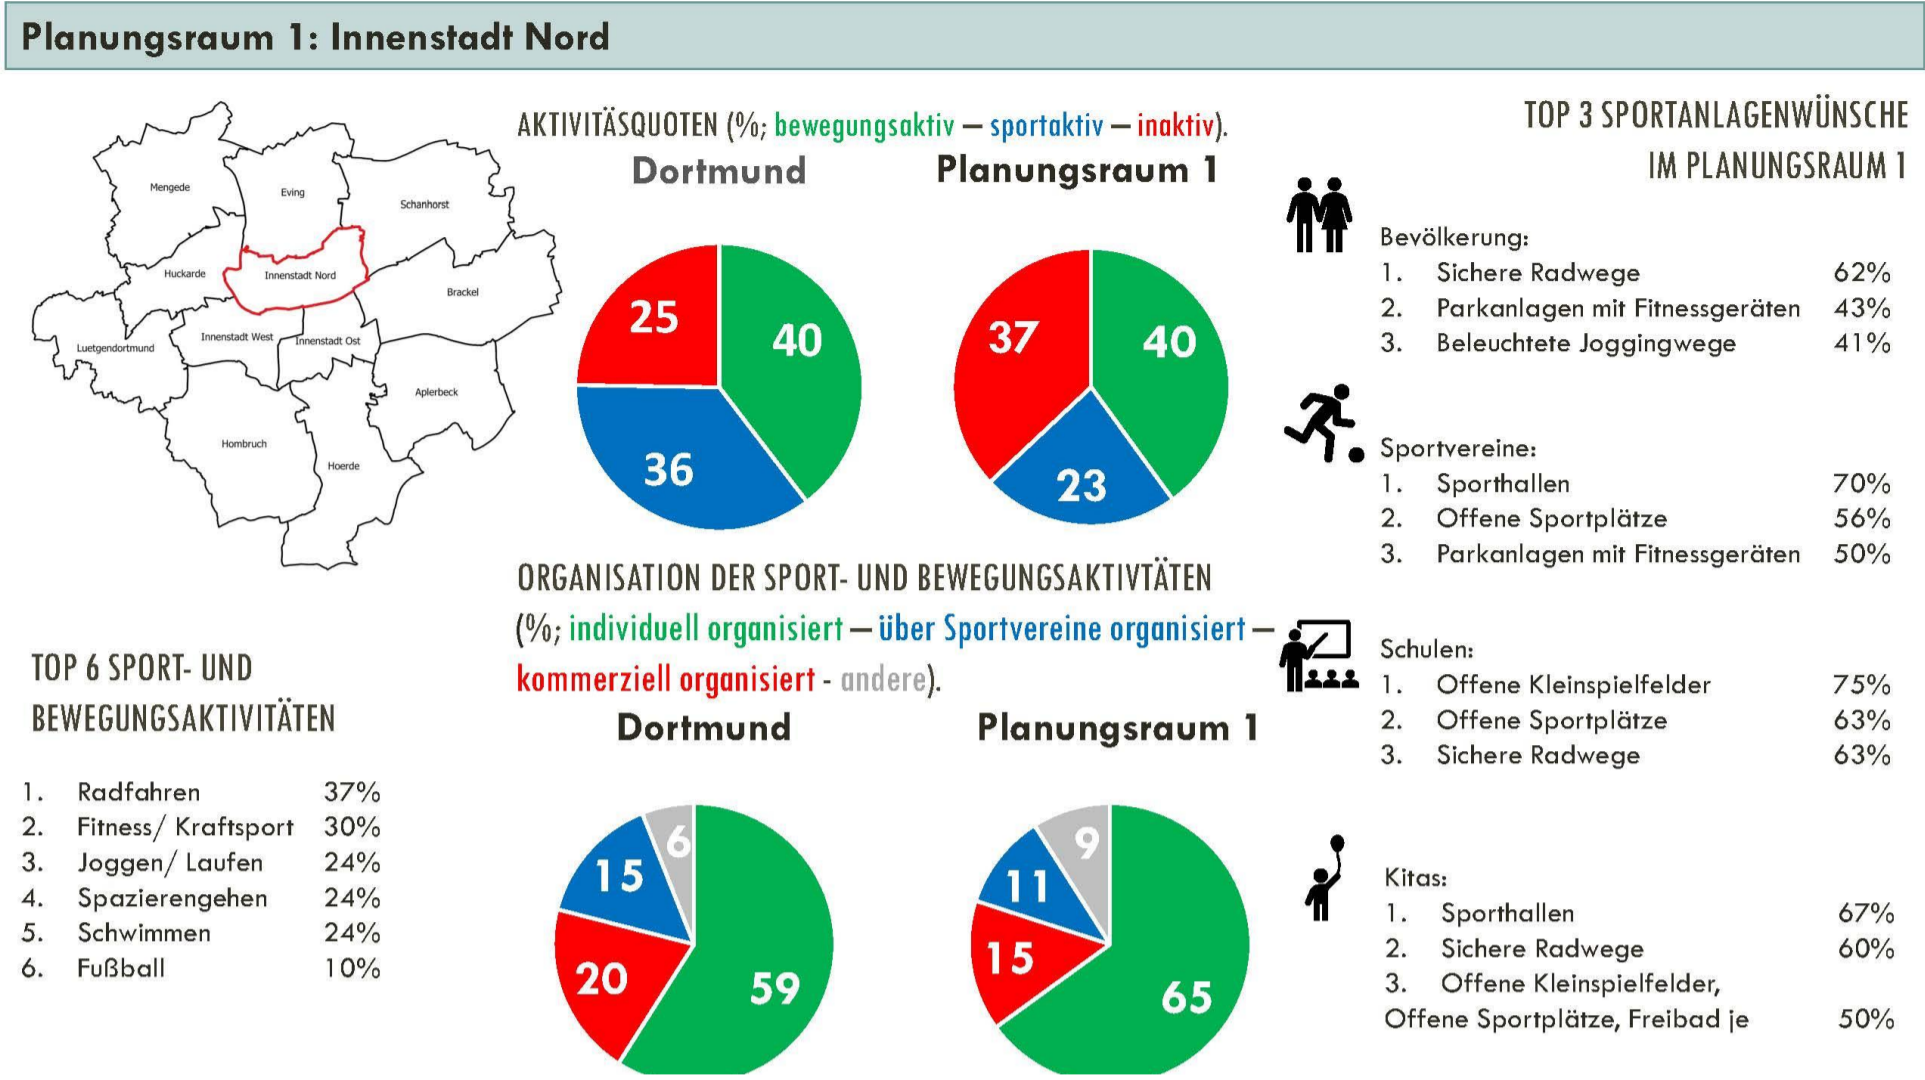 Planungsraum 1: Innenstadt Nord
Mengede
Eving
Schanhorst
Huckarde
Innenstadt Nord
Brackel
Innenstadt West
Innenstadt Ost
Luetgendortmund
Aplerbeck
Hombruch
Hoerde
TOP 6 SPORT- UND
BEWEGUNGSAKTIVITÄTEN
1. Radfahren 37%
2. Fitness/ Kraftsport 30%
3. Joggen/ Laufen 24%
4. Spazierengehen 24%
5. Schwimmen 24%
6. Fußball 10%
AKTIVITÄSQUOTEN (%; bewegungsaktiv – sportaktiv – inaktiv).
Dortmund Planungsraum 1
25 40 36
37 40 23
ORGANISATION DER SPORT- UND BEWEGUNGSAKTIVTÄTEN
(%; individuell organisiert – über Sportvereine organisiert –
kommerziell organisiert - andere).
Dortmund Planungsraum 1
6 15 20 59
9 11 15 65
TOP 3 SPORTANLAGENWÜNSCHE
IM PLANUNGSRAUM 1
Bevölkerung:
1. Sichere Radwege 62%
2. Parkanlagen mit Fitnessgeräten 43%
3. Beleuchtete Joggingwege 41%
Sportvereine:
1. Sporthallen 70%
2. Offene Sportplätze 56%
3. Parkanlagen mit Fitnessgeräten 50%
Schulen:
1. Offene Kleinspielfelder 75%
2. Offene Sportplätze 63%
3. Sichere Radwege 63%
Kitas:
1. Sporthallen 67%
2. Sichere Radwege 60%
3. Offene Kleinspielfelder,
Offene Sportplätze, Freibad je 50%